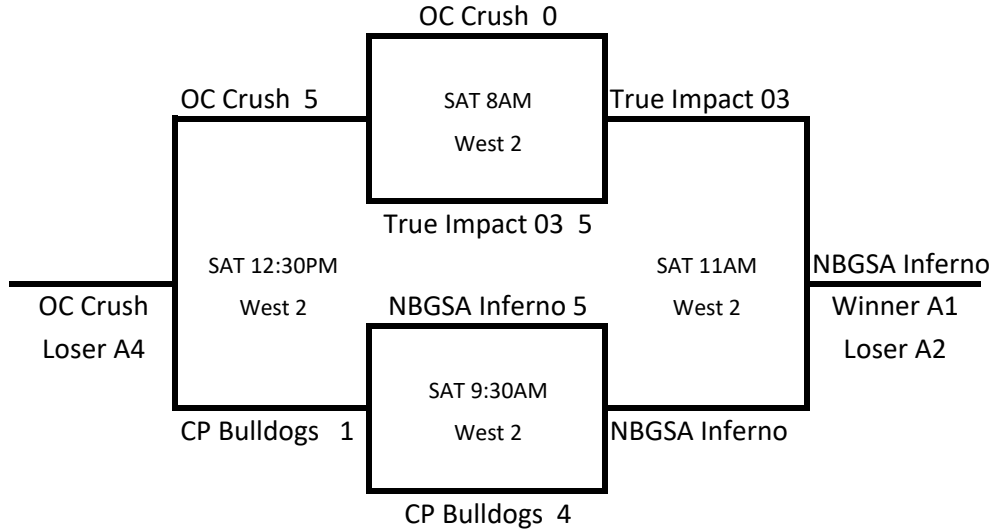 OC Crush 0
OC Crush 5
SAT 8AM
True Impact 03
West 2
True Impact 03 5
SAT 12:30PM
SAT 11AM
NBGSA Inferno
OC Crush
West 2
NBGSA Inferno 5
West 2
Winner A1
Loser A4
Loser A2
SAT 9:30AM
CP Bulldogs 1
West 2
NBGSA Inferno
CP Bulldogs 4